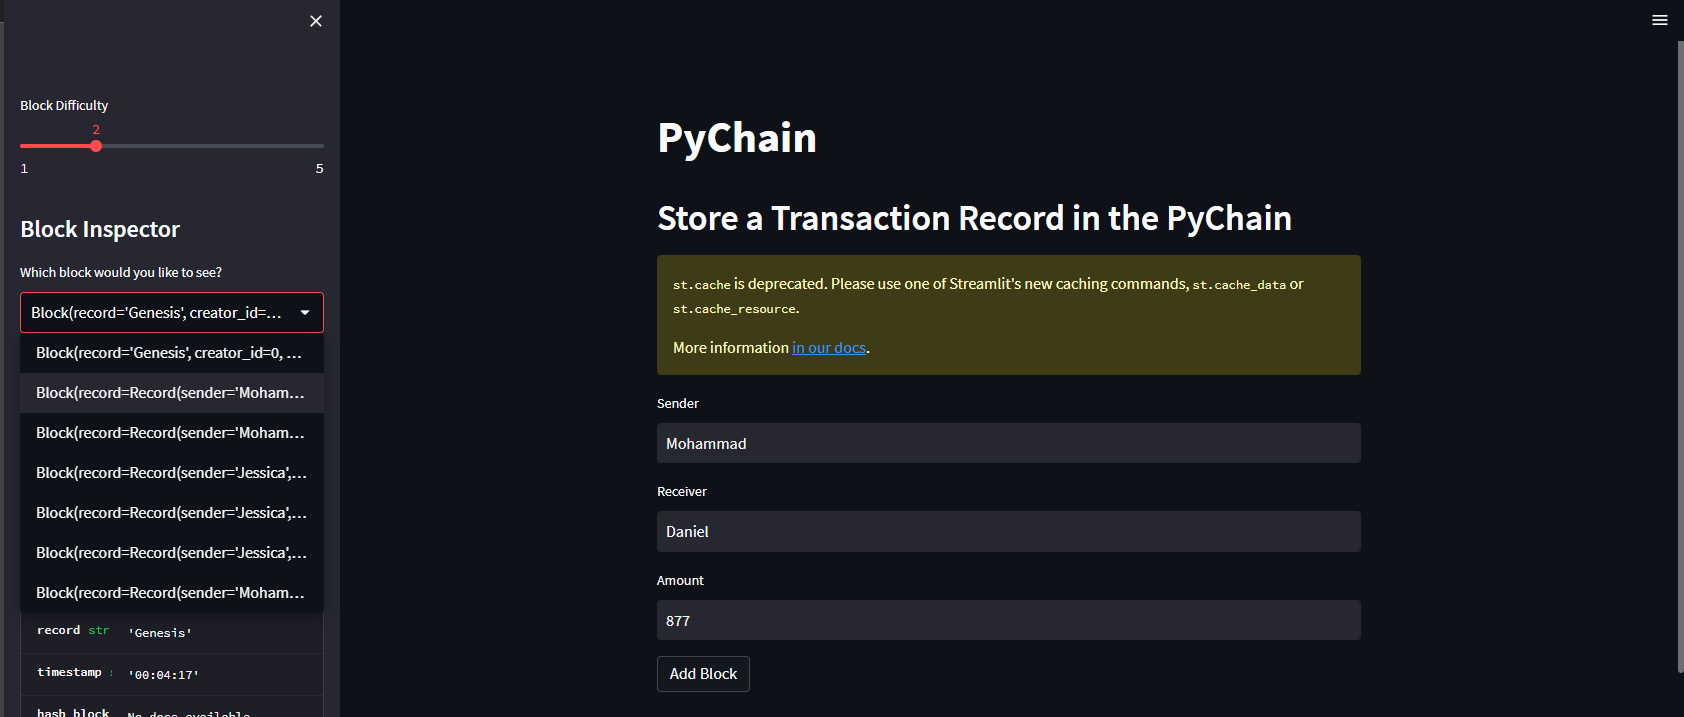 Block Difficulty
2
1
5
Block Inspector
Which block would you like to see?
Block(record='Genesis', creator_id=...
Block(record='Genesis', creator_id=0, ...
Block(record=Record(sender='Moham...
Block(record=Record(sender='Moham...
Block(record=Record(sender='Jessica',...
Block(record=Record(sender='Jessica',...
Block(record=Record(sender='Jessica',...
Block(record=Record(sender='Moham...
record str 'Genesis'
timestamp '00:04:17'
hash_block No docs available
PyChain
Store a Transaction Record in the PyChain
st.cache is deprecated. Please use one of Streamlit's new caching commands, st.cache_data or
st.cache_resource.
More information in our docs.
Sender
Mohammad
Receiver
Daniel
Amount
877
Add Block